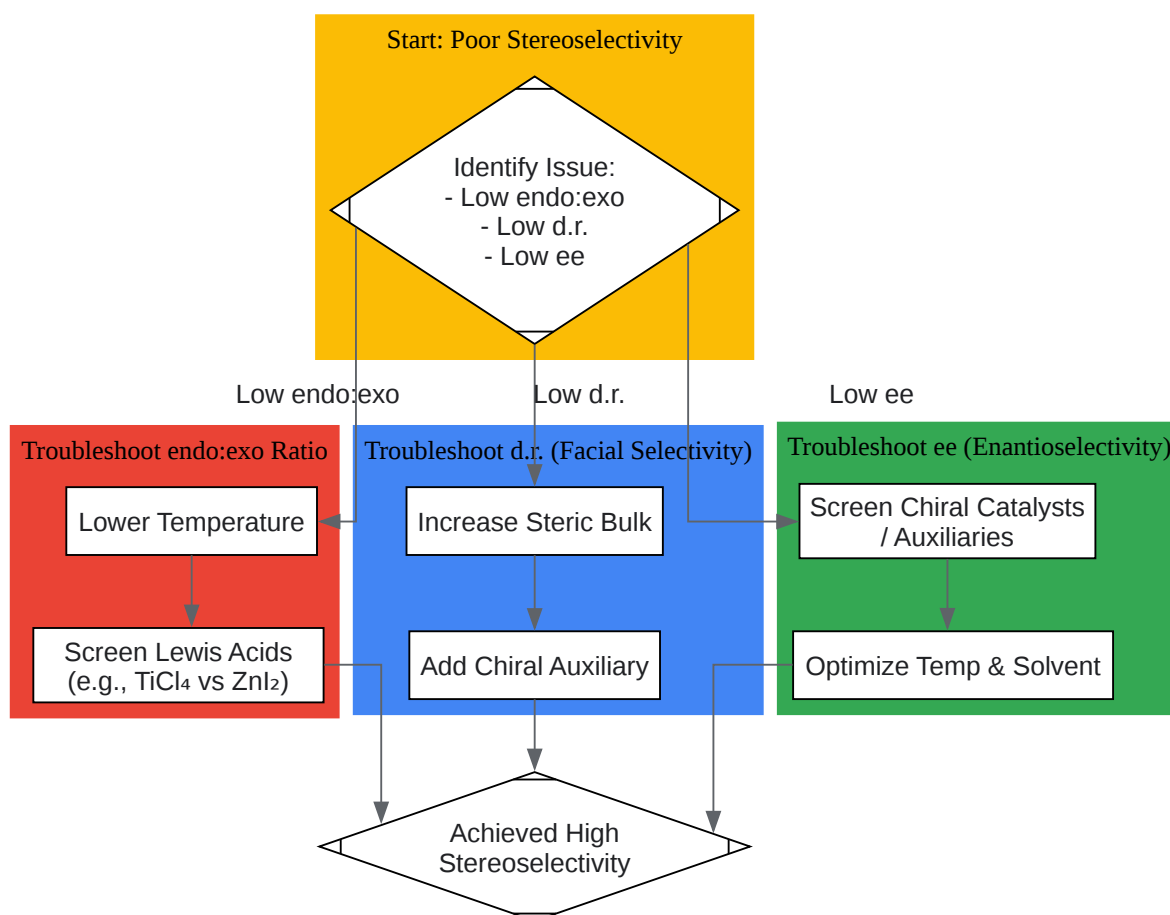 Start: Poor Stereoselectivity
Identify Issue:
- Low endo:exo
- Low d.r.
- Low ee
Low endo:exo
Low d.r.
Low ee
Troubleshoot endo:exo Ratio
Lower Temperature
Screen Lewis Acids
(e.g., TiCl₄ vs ZnI₂)
Troubleshoot d.r. (Facial Selectivity)
Increase Steric Bulk
Add Chiral Auxiliary
Troubleshoot ee (Enantioselectivity)
Screen Chiral Catalysts
/ Auxiliaries
Optimize Temp & Solvent
Achieved High
Stereoselectivity